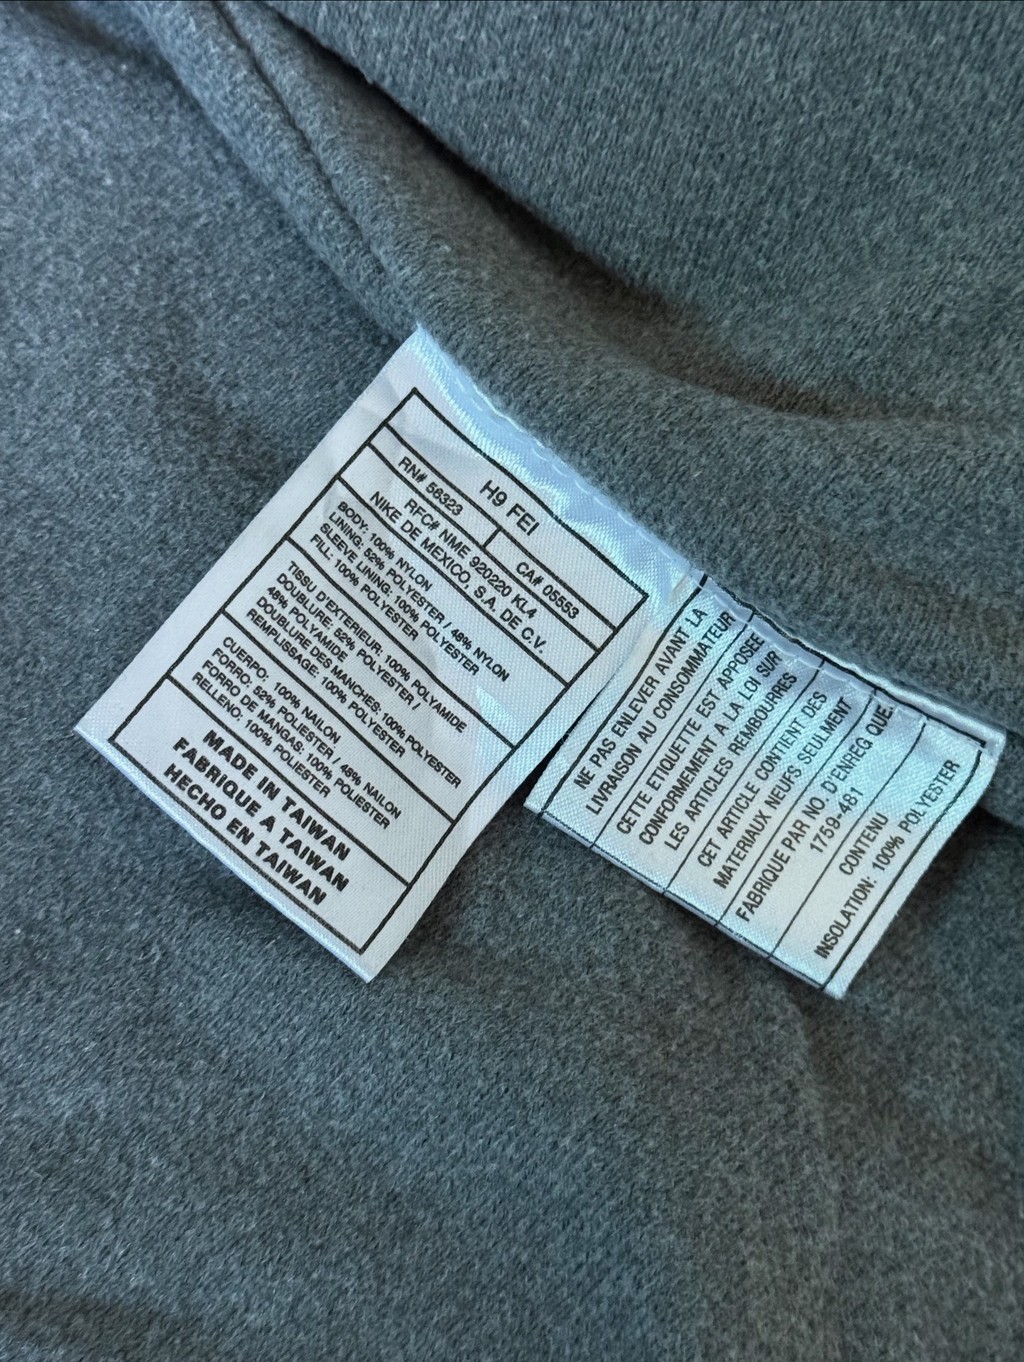 H9 FEI
RN# 56323
CA# 05553
RFC# NME 920220 KL4
NIKE DE MEXICO, S.A. DE C.V.
BODY: 100% NYLON
LINING: 52% POLYESTER / 48% NYLON
SLEEVE LINING: 100% POLYESTER
FILL: 100% POLYESTER
TISSU D'EXTERIEUR: 100% POLYAMIDE
DOUBLURE: 52% POLYESTER /
48% POLYAMIDE
DOUBLURE DES MANCHES: 100% POLYESTER
REMPLISSAGE: 100% POLYESTER
CUERPO: 100% NAILON
FORRO: 52% POLIESTER / 48% NAILON
FORRO DE MANGAS: 100% POLIESTER
RELLENO: 100% POLIESTER
MADE IN TAIWAN
FABRIQUE A TAIWAN
HECHO EN TAIWAN
NE PAS ENLEVER AVANT LA
LIVRAISON AU CONSOMMATEUR
CETTE ETIQUETTE EST APPOSEE
CONFORMEMENT A LA LOI SUR
LES ARTICLES REMBOURRES
CET ARTICLE CONTIENT DES
MATERIAUX NEUFS SEULMENT
FABRIQUE PAR NO. D'ENREG QUE.
1759-481
CONTENU
INSOLATION: 100% POLYESTER